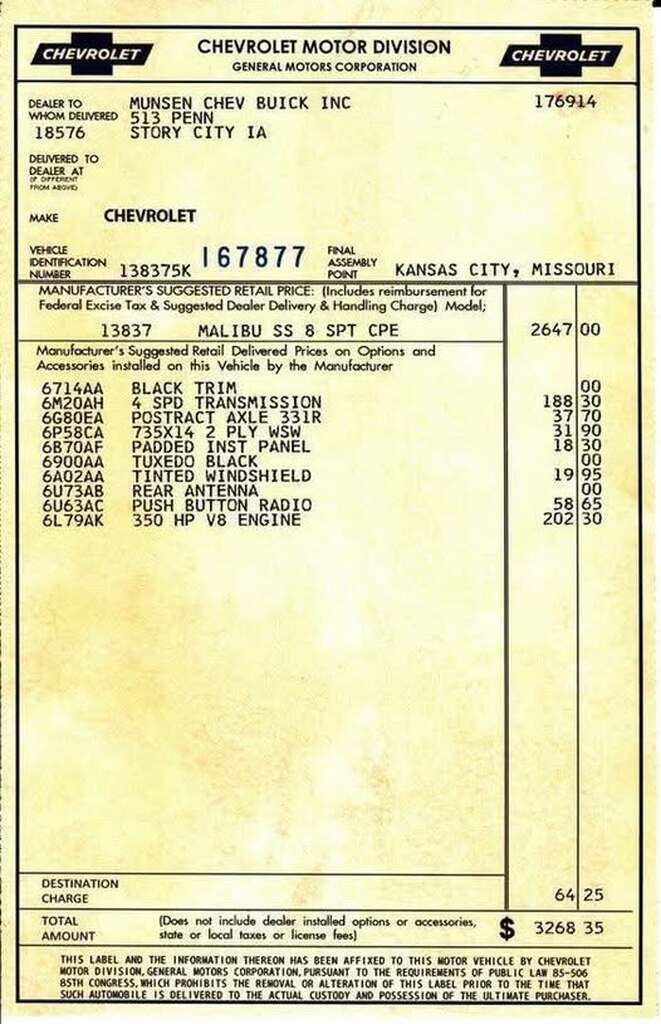 CHEVROLET
CHEVROLET MOTOR DIVISION
GENERAL MOTORS CORPORATION
CHEVROLET
DEALER TO WHOM DELIVERED
18576
MUNSEN CHEV BUICK INC
513 PENN
STORY CITY IA
176914
DELIVERED TO
DEALER AT
(IF DIFFERENT
FROM ABOVE)
MAKE CHEVROLET
VEHICLE
IDENTIFICATION
NUMBER
138375K 167877
FINAL
ASSEMBLY
POINT
KANSAS CITY, MISSOURI
MANUFACTURER'S SUGGESTED RETAIL PRICE: (Includes reimbursement for
Federal Excise Tax & Suggested Dealer Delivery & Handling Charge) Model;
13837 MALIBU SS 8 SPT CPE 2647 00
Manufacturer's Suggested Retail Delivered Prices on Options and
Accessories installed on this Vehicle by the Manufacturer
6714AA BLACK TRIM 00
6M20AH 4 SPD TRANSMISSION 188 30
6G80EA POSTRACT AXLE 331R 37 70
6P58CA 735X14 2 PLY WSW 31 90
6B70AF PADDED INST PANEL 18 30
6900AA TUXEDO BLACK 00
6A02AA TINTED WINDSHIELD 19 95
6U73AB REAR ANTENNA 00
6U63AC PUSH BUTTON RADIO 58 65
6L79AK 350 HP V8 ENGINE 202 30
DESTINATION
CHARGE 64 25
TOTAL
AMOUNT
(Does not include dealer installed options or accessories,
state or local taxes or license fees)
$ 3268 35
THIS LABEL AND THE INFORMATION THEREON HAS BEEN AFFIXED TO THIS MOTOR VEHICLE BY CHEVROLET
MOTOR DIVISION, GENERAL MOTORS CORPORATION, PURSUANT TO THE REQUIREMENTS OF PUBLIC LAW 85-506
85TH CONGRESS, WHICH PROHIBITS THE REMOVAL OR ALTERATION OF THIS LABEL PRIOR TO THE TIME THAT
SUCH AUTOMOBILE IS DELIVERED TO THE ACTUAL CUSTODY AND POSSESSION OF THE ULTIMATE PURCHASER.